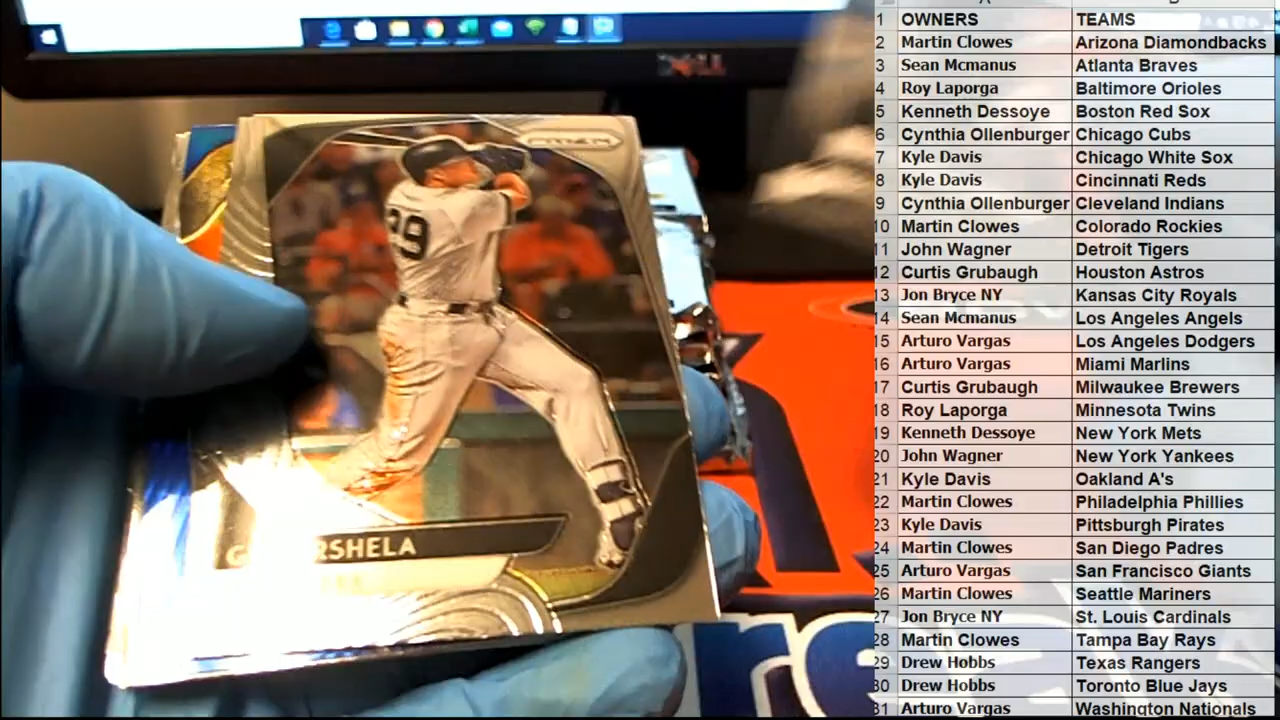 DELL
PRIZM
29
G RSHELA
1 OWNERS TEAMS
2 Martin Clowes Arizona Diamondbacks
3 Sean Mcmanus Atlanta Braves
4 Roy Laporga Baltimore Orioles
5 Kenneth Dessoye Boston Red Sox
6 Cynthia Ollenburger Chicago Cubs
7 Kyle Davis Chicago White Sox
8 Kyle Davis Cincinnati Reds
9 Cynthia Ollenburger Cleveland Indians
10 Martin Clowes Colorado Rockies
11 John Wagner Detroit Tigers
12 Curtis Grubaugh Houston Astros
13 Jon Bryce NY Kansas City Royals
14 Sean Mcmanus Los Angeles Angels
15 Arturo Vargas Los Angeles Dodgers
16 Arturo Vargas Miami Marlins
17 Curtis Grubaugh Milwaukee Brewers
18 Roy Laporga Minnesota Twins
19 Kenneth Dessoye New York Mets
20 John Wagner New York Yankees
21 Kyle Davis Oakland A's
22 Martin Clowes Philadelphia Phillies
23 Kyle Davis Pittsburgh Pirates
24 Martin Clowes San Diego Padres
25 Arturo Vargas San Francisco Giants
26 Martin Clowes Seattle Mariners
27 Jon Bryce NY St. Louis Cardinals
28 Martin Clowes Tampa Bay Rays
29 Drew Hobbs Texas Rangers
30 Drew Hobbs Toronto Blue Jays
31 Arturo Vargas Washington Nationals